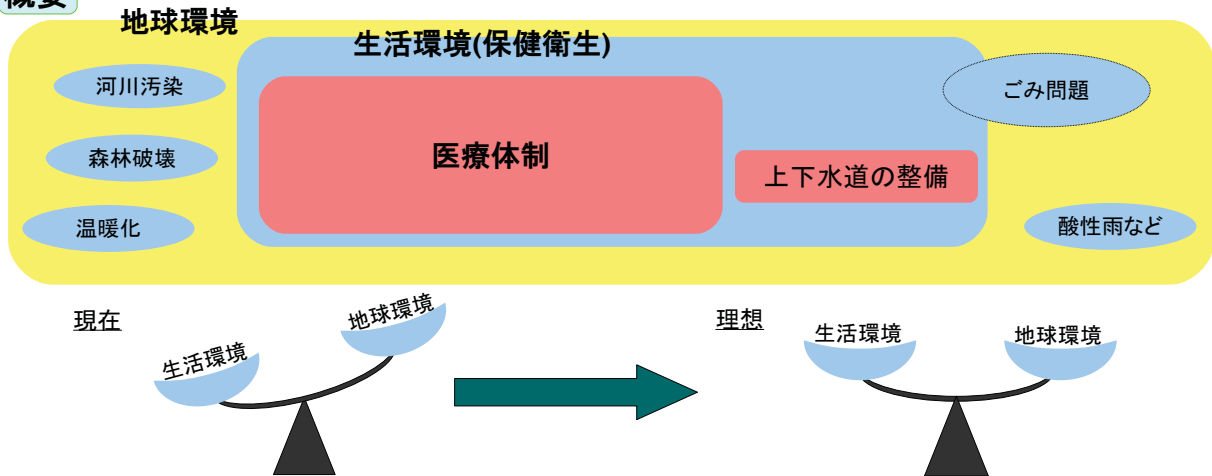 概要
地球環境
生活環境(保健衛生)
河川汚染
ごみ問題
森林破壊
医療体制
上下水道の整備
温暖化
酸性雨など
現在
生活環境
地球環境
理想
生活環境
地球環境